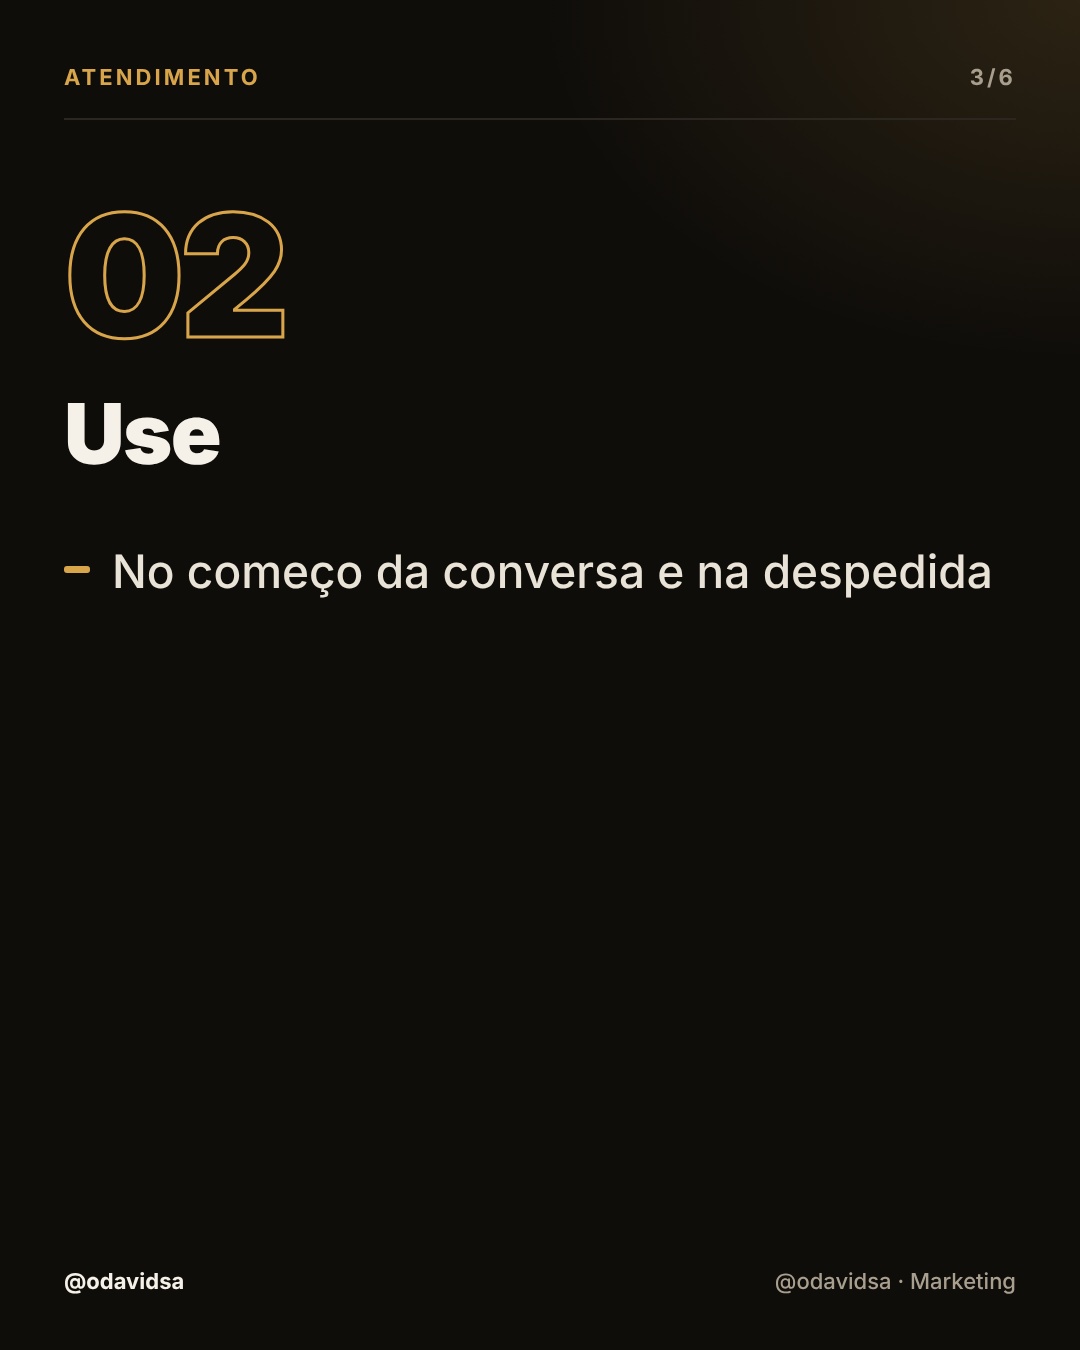 ATENDIMENTO
3/6
02
Use
No começo da conversa e na despedida
@odavidsa
@odavidsa · Marketing